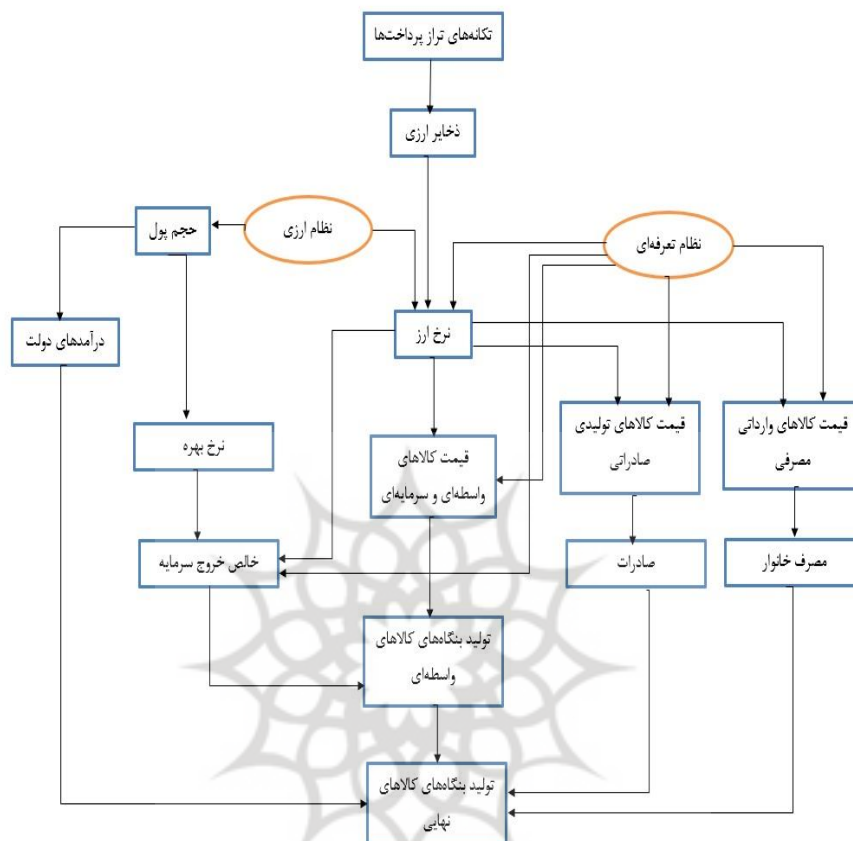 تکانه‌های تراز پرداخت‌ها
ذخایر ارزی
نظام تعرفه‌ای
نظام ارزی
حجم پول
نرخ ارز
درآمدهای دولت
قیمت کالاهای وارداتی
مصرفی
قیمت کالاهای تولیدی
صادراتی
قیمت کالاهای
واسطه‌ای و سرمایه‌ای
نرخ بهره
مصرف خانوار
صادرات
خالص خروج سرمایه
تولید بنگاه‌های کالاهای
واسطه‌ای
تولید بنگاه‌های کالاهای
نهایی